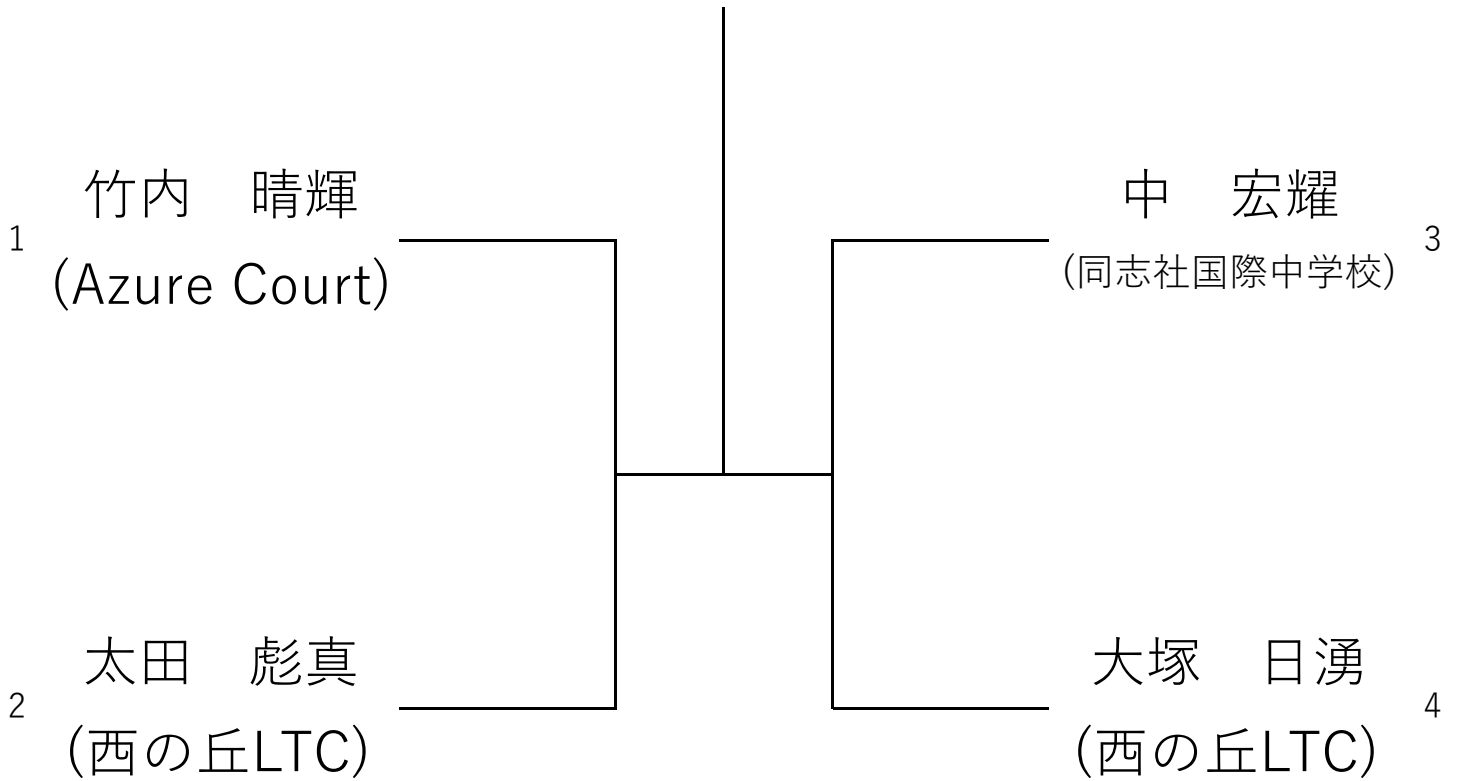 1
竹内　晴輝
(Azure Court)
2
太田　彪真
(西の丘LTC)
中　宏耀
(同志社国際中学校)
3
大塚　日湧
(西の丘LTC)
4